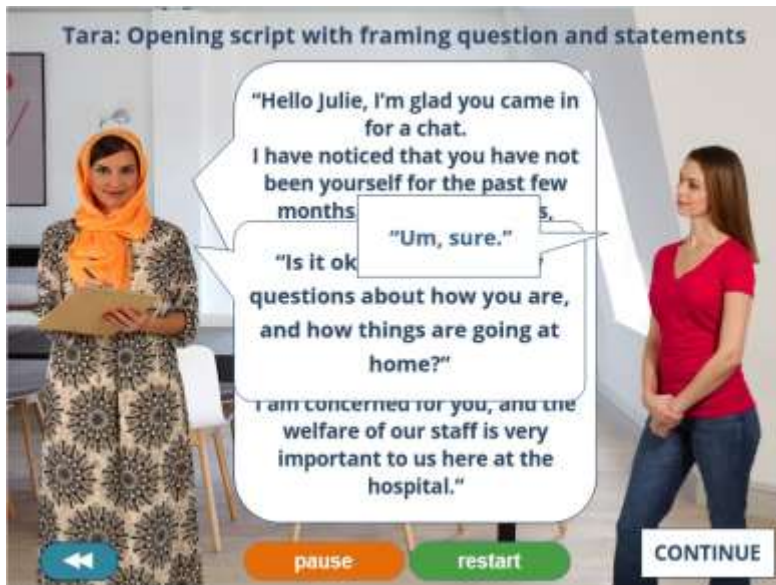 Tara: Opening script with framing question and statements
“Hello Julie, I’m glad you came in
for a chat.
I have noticed that you have not
been yourself for the past few
months
“Um, sure.”
“Is it ok
questions about how you are,
and how things are going at
home?”
I am concerned for you, and the
welfare of our staff is very
important to us here at the
hospital.”
pause
restart
CONTINUE